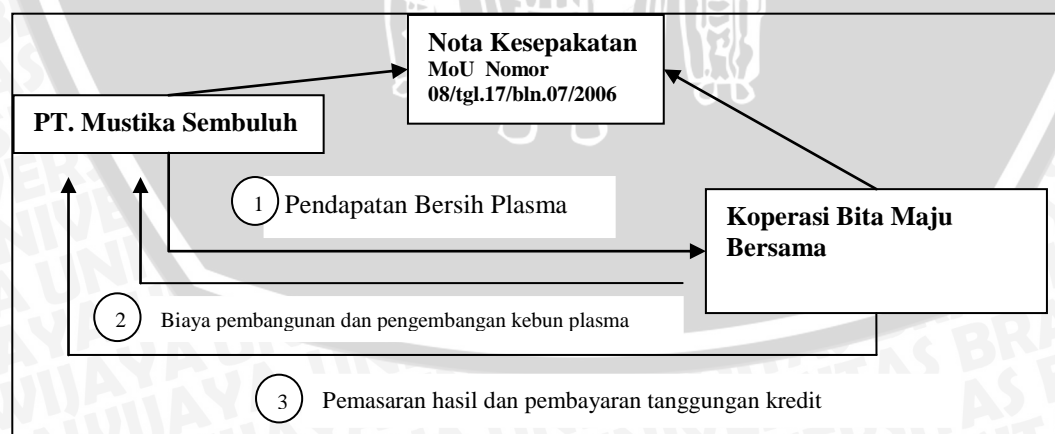 Nota Kesepakatan
MoU Nomor
08/tgl.17/bln.07/2006
PT. Mustika Sembuluh
1 Pendapatan Bersih Plasma
Koperasi Bita Maju
Bersama
2 Biaya pembangunan dan pengembangan kebun plasma
3 Pemasaran hasil dan pembayaran tanggungan kredit